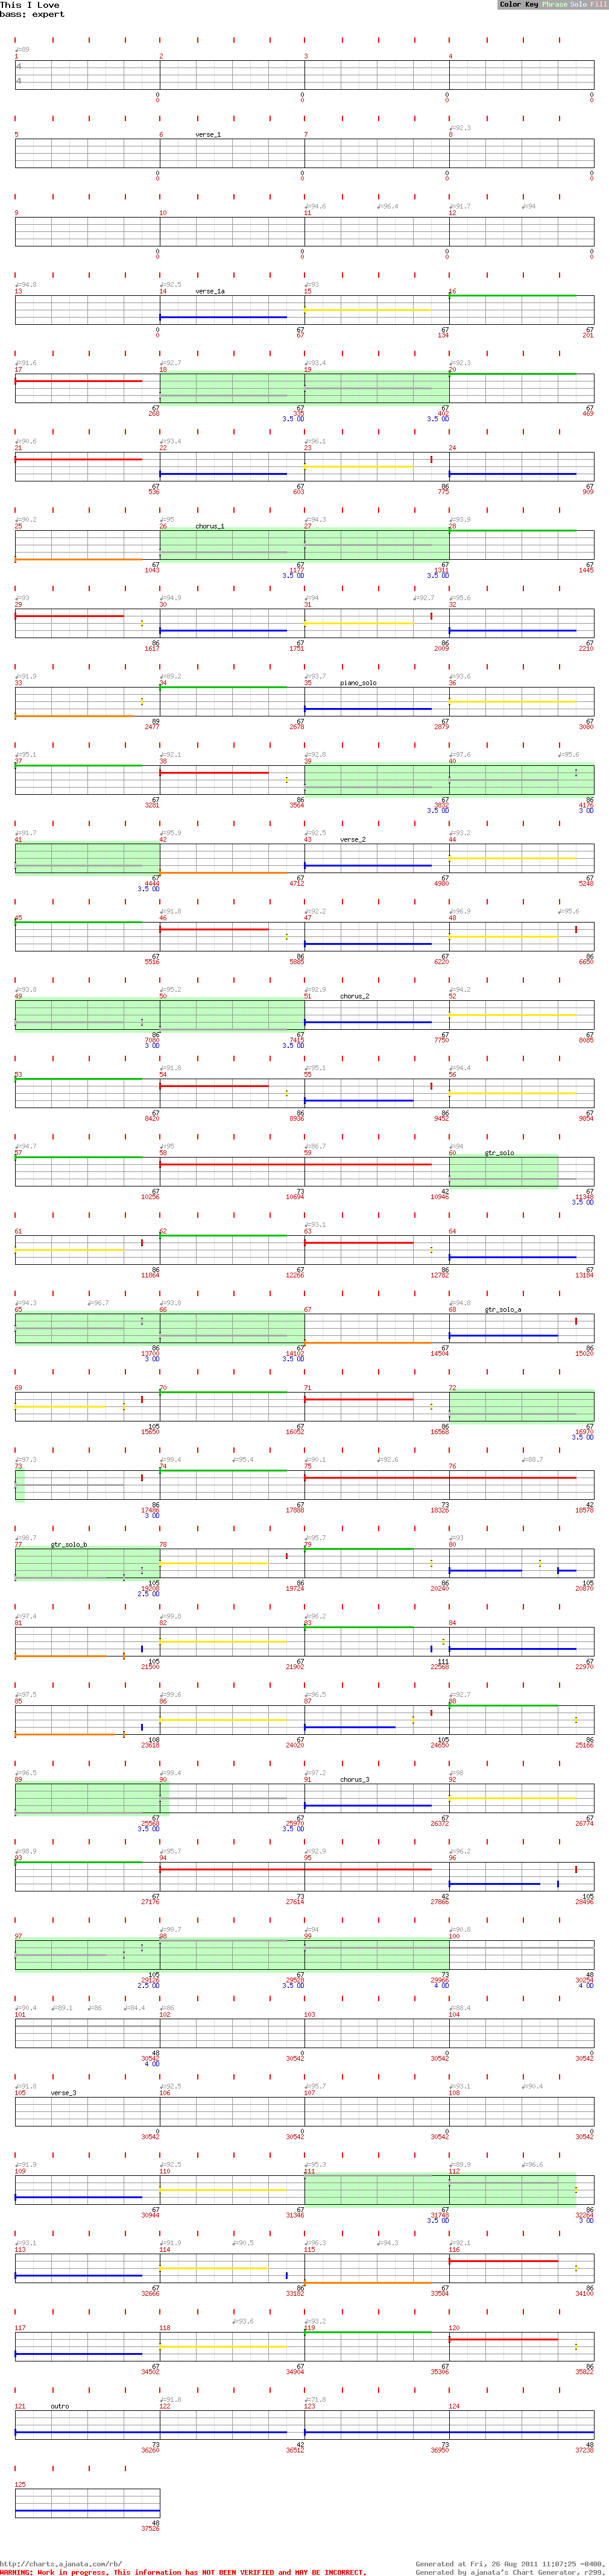 This I Love
bass: expert
Color Key Phrase Solo Fill
♩=89
1 2 3 4
4
4
0 0 0 0
0 0 0 0
♩=92.3
5 6 verse_1 7 8
0 0 0 0
0 0 0 0
♩=94.6 ♩=96.4 ♩=91.7 ♩=94
9 10 11 12
0 0 0 0
0 0 0 0
♩=94.8 ♩=92.5 ♩=93
13 14 verse_1a 15 16
0 67 67 67
0 67 134 201
♩=91.6 ♩=92.7 ♩=93.4 ♩=92.3
17 18 19 20
67 67 67 67
268 335 402 469
3.5 OD 3.5 OD
♩=90.6 ♩=93.4 ♩=96.1
21 22 23 24
67 67 86 67
536 603 775 909
♩=90.2 ♩=95 ♩=94.3 ♩=93.9
25 26 chorus_1 27 28
67 67 67 67
1043 1177 1311 1445
3.5 OD 3.5 OD
♩=93 ♩=94.9 ♩=94 ♩=92.7 ♩=95.6
29 30 31 32
86 67 86 67
1617 1751 2009 2210
♩=91.9 ♩=89.2 ♩=93.7 ♩=93.6
33 34 35 piano_solo 36
89 67 67 67
2477 2678 2879 3080
♩=95.1 ♩=92.1 ♩=92.8 ♩=97.6 ♩=95.6
37 38 39 40
67 86 67 86
3281 3564 3832 4176
3.5 OD 3 OD
♩=91.7 ♩=95.9 ♩=92.5 ♩=93.2
41 42 43 verse_2 44
67 67 67 67
4444 4712 4980 5248
3.5 OD
♩=91.8 ♩=92.2 ♩=96.9 ♩=95.6
45 46 47 48
67 86 67 86
5516 5885 6220 6650
♩=93.8 ♩=95.2 ♩=92.9 ♩=94.2
49 50 51 chorus_2 52
86 67 67 67
7080 7415 7750 8085
3 OD 3.5 OD
♩=91.8 ♩=95.1 ♩=94.4
53 54 55 56
67 86 86 67
8420 8936 9452 9854
♩=94.7 ♩=95 ♩=86.7 ♩=94
57 58 59 60 gtr_solo
67 73 42 67
10256 10694 10946 11348
3.5 OD
♩=93.1
61 62 63 64
86 67 86 67
11864 12266 12782 13184
♩=94.3 ♩=96.7 ♩=93.8 ♩=94.8
65 66 67 68 gtr_solo_a
86 67 67 86
13700 14102 14504 15020
3 OD 3.5 OD
69 70 71 72
105 67 86 67
15650 16052 16568 16970
3.5 OD
♩=97.3 ♩=99.4 ♩=95.4 ♩=90.1 ♩=92.6 ♩=88.7
73 74 75 76
86 67 73 42
17486 17888 18326 18578
3 OD
♩=98.7 ♩=95.7 ♩=93
77 gtr_solo_b 78 79 80
105 86 86 105
19208 19724 20240 20870
2.5 OD
♩=97.4 ♩=99.8 ♩=96.2
81 82 83 84
105 67 111 67
21500 21902 22568 22970
♩=97.5 ♩=99.6 ♩=96.5 ♩=92.7
85 86 87 88
108 67 105 86
23618 24020 24650 25166
♩=96.5 ♩=99.4 ♩=97.2 ♩=98
89 90 91 chorus_3 92
67 67 67 67
25568 25970 26372 26774
3.5 OD 3.5 OD
♩=98.9 ♩=95.7 ♩=92.9 ♩=96.2
93 94 95 96
67 73 42 105
27176 27614 27866 28496
♩=99.7 ♩=94 ♩=90.8
97 98 99 100
105 67 73 48
29126 29528 29966 30254
2.5 OD 3.5 OD 4 OD 4 OD
♩=90.4 ♩=89.1 ♩=86 ♩=84.4 ♩=86 ♩=86.4
101 102 103 104
48 0 0 0
30542 30542 30542 30542
4 OD
♩=91.8 ♩=92.5 ♩=95.7 ♩=93.1 ♩=90.4
105 verse_3 106 107 108
0 0 0 0
30542 30542 30542 30542
♩=91.9 ♩=92.5 ♩=95.3 ♩=89.9 ♩=96.6
109 110 111 112
67 67 67 86
30944 31346 31748 32264
3.5 OD 3 OD
♩=93.1 ♩=91.9 ♩=90.5 ♩=96.3 ♩=94.3 ♩=92.1
113 114 115 116
67 86 67 86
32666 33182 33584 34100
♩=93.6 ♩=93.2
117 118 119 120
67 67 67 86
34502 34904 35306 35822
♩=91.8 ♩=71.8
121 outro 122 123 124
73 42 73 48
36260 36512 36950 37238
125
48
37526
http://charts.ajanata.com/rb/ Generated at Fri, 26 Aug 2011 11:07:25 -0400.
WARNING: Work in progress. This information has NOT BEEN VERIFIED and MAY BE INCORRECT. Generated by ajanata's Chart Generator, r299.